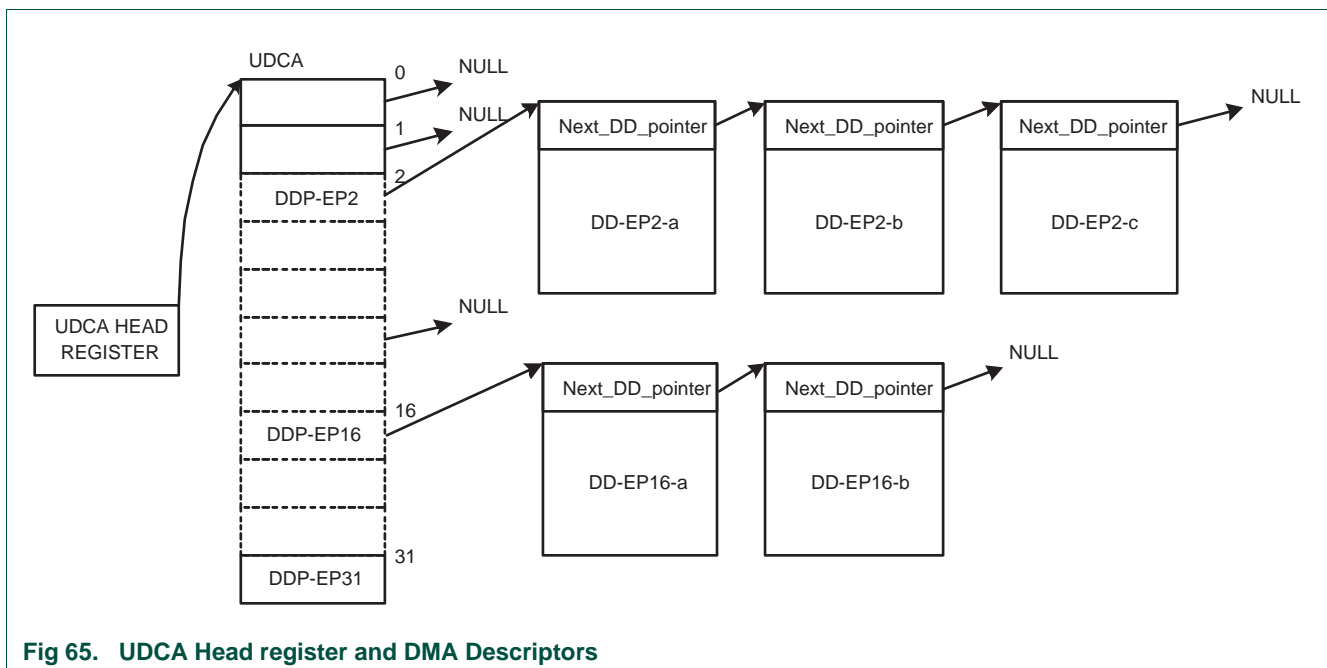 UDCA
0
NULL
NULL
1
2
DDP-EP2
Next_DD_pointer
Next_DD_pointer
Next_DD_pointer
NULL
DD-EP2-a
DD-EP2-b
DD-EP2-c
UDCA HEAD
REGISTER
NULL
16
DDP-EP16
Next_DD_pointer
Next_DD_pointer
NULL
DD-EP16-a
DD-EP16-b
31
DDP-EP31
Fig 65. UDCA Head register and DMA Descriptors